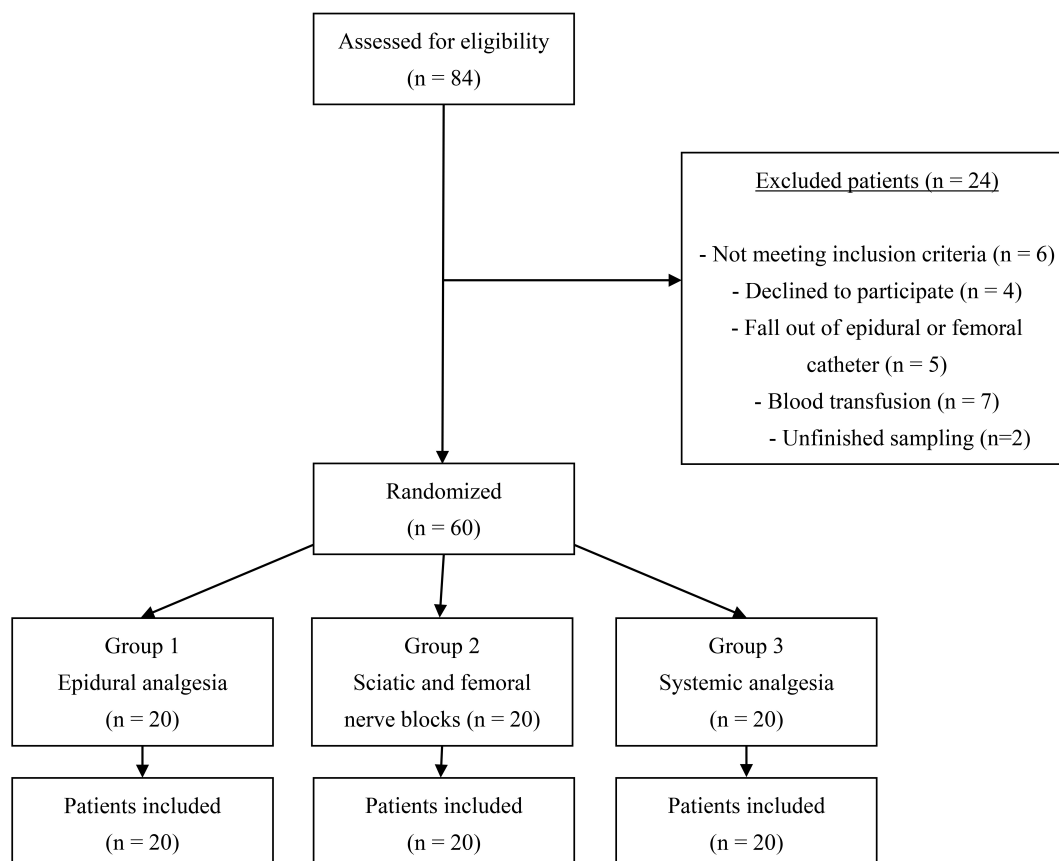 Assessed for eligibility
(n = 84)
Excluded patients (n = 24)
- Not meeting inclusion criteria (n = 6)
- Declined to participate (n = 4)
- Fall out of epidural or femoral
catheter (n = 5)
- Blood transfusion (n = 7)
- Unfinished sampling (n=2)
Randomized
(n = 60)
Group 1
Epidural analgesia
(n = 20)
Group 2
Sciatic and femoral
nerve blocks (n = 20)
Group 3
Systemic analgesia
(n = 20)
Patients included
(n = 20)
Patients included
(n = 20)
Patients included
(n = 20)